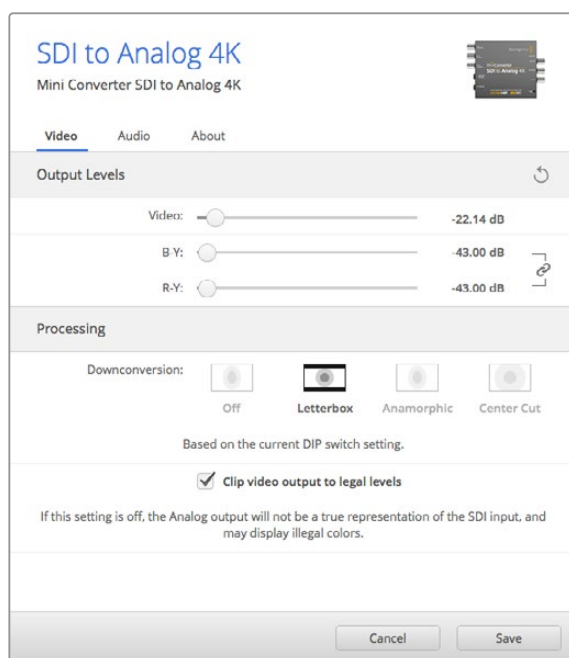 SDI to Analog 4K
Mini Converter SDI to Analog 4K
Video Audio About
Output Levels
Video: -22.14 dB
B-Y: -43.00 dB
R-Y: -43.00 dB
Processing
Downconversion:
Off Letterbox Anamorphic Center Cut
Based on the current DIP switch setting.
Clip video output to legal levels
If this setting is off, the Analog output will not be a true representation of the SDI input, and
may display illegal colors.
Cancel Save